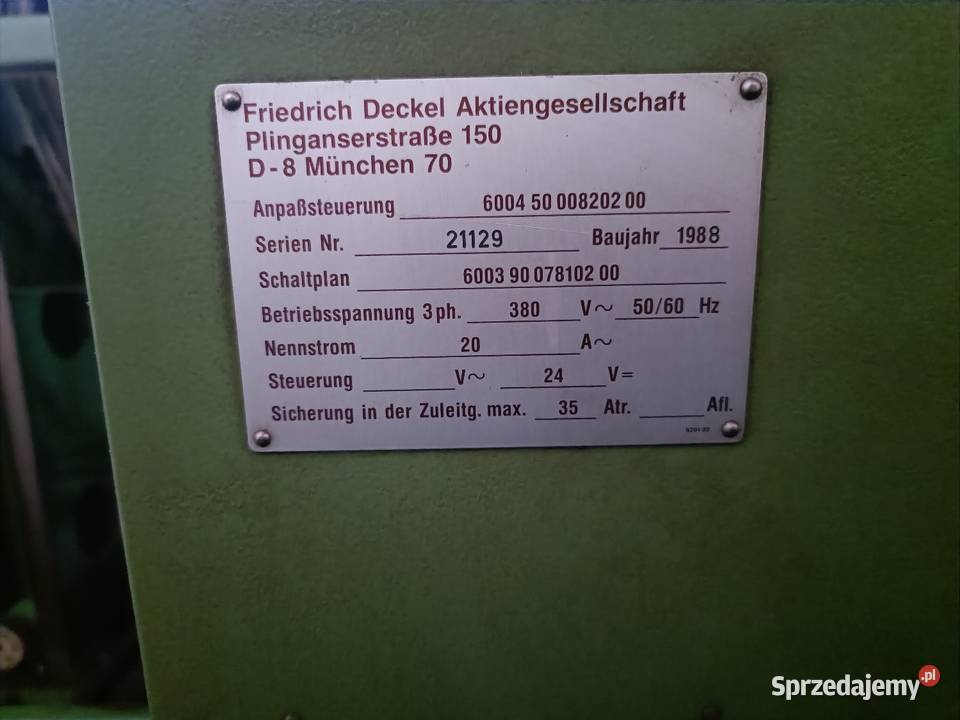 Friedrich Deckel Aktiengesellschaft
Plinganserstraße 150
D-8 München 70
Anpaßsteuerung 6004 50 008202 00
Serien Nr. 21129 Baujahr 1988
Schaltplan 6003 90 078102 00
Betriebsspannung 3 ph. 380 V~ 50/60 Hz
Nennstrom 20 A~
Steuerung V~ 24 V=
Sicherung in der Zuleitg. max. 35 Atr. Afl.
Sprzedajemy.pl